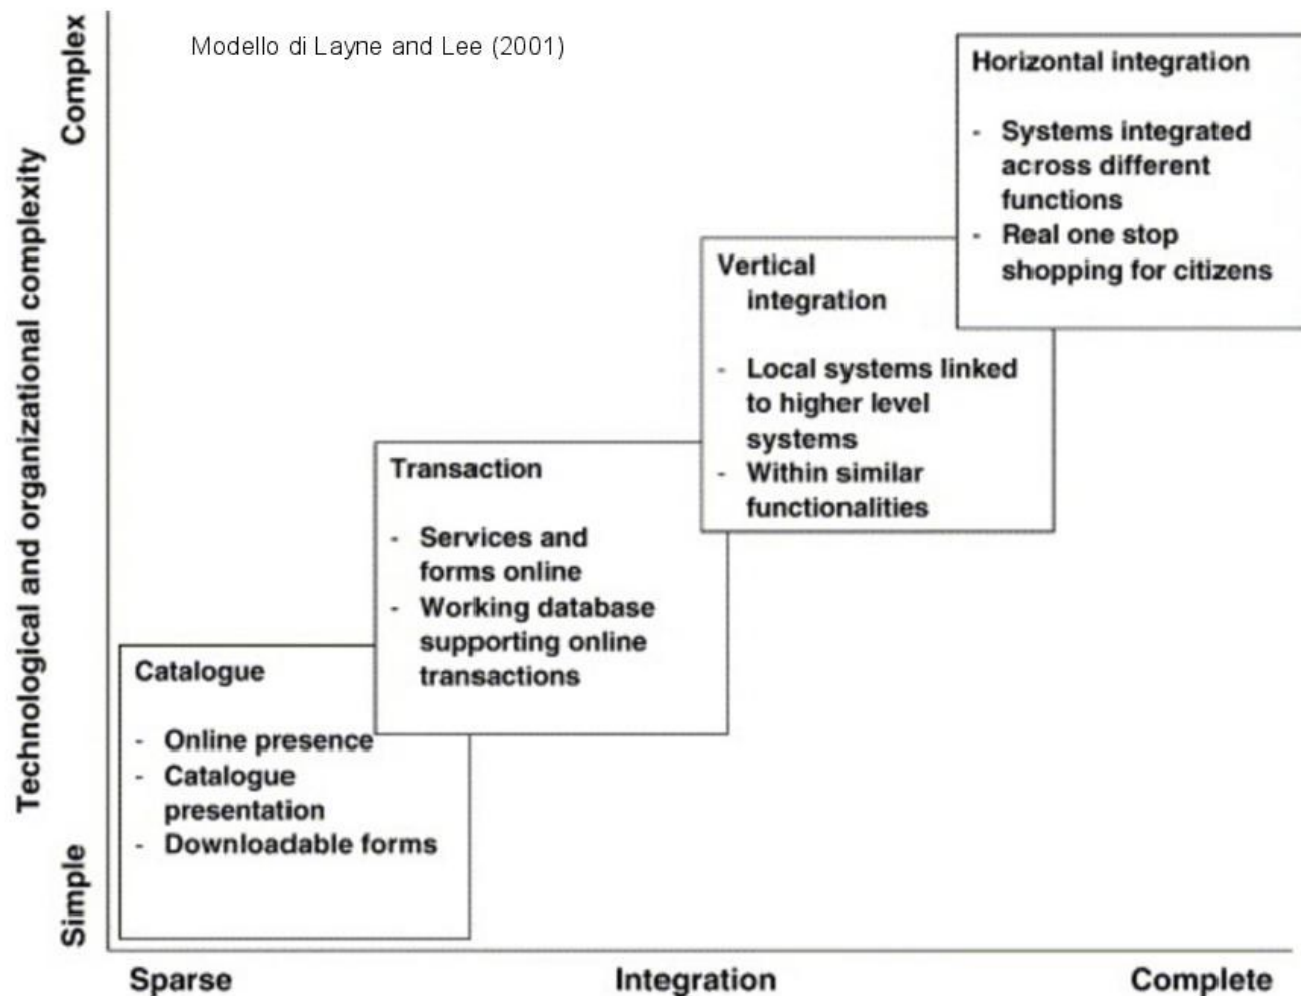 Modello di Layne and Lee (2001)
Complex
Technological and organizational complexity
Simple
Horizontal integration
- Systems integrated
across different
functions
- Real one stop
shopping for citizens
Vertical
integration
- Local systems linked
to higher level
systems
- Within similar
functionalities
Transaction
- Services and
forms online
- Working database
supporting online
transactions
Catalogue
- Online presence
- Catalogue
presentation
- Downloadable forms
Sparse
Integration
Complete